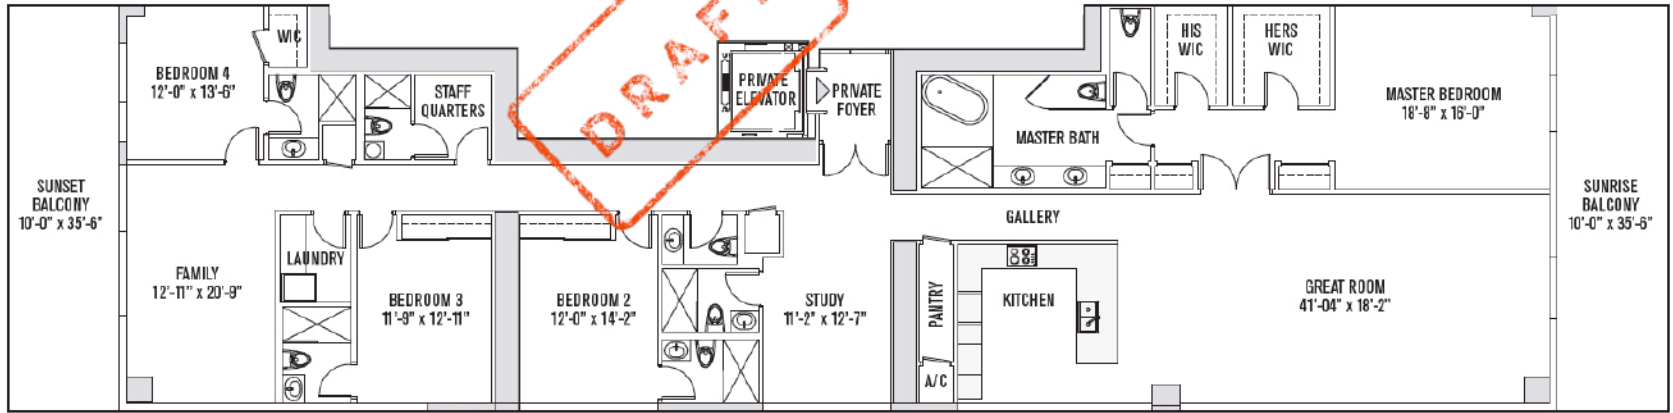 WIC
BEDROOM 4
12'-0" x 13'-6"
STAFF
QUARTERS
DRAF
PRIVATE
ELEVATOR
PRIVATE
FOYER
MASTER BATH
HIS
WIC
HERS
WIC
MASTER BEDROOM
18'-8" x 16'-0"
SUNSET
BALCONY
10'-0" x 35'-6"
SUNRISE
BALCONY
10'-0" x 35'-6"
GALLERY
FAMILY
12'-11" x 20'-9"
LAUNDRY
BEDROOM 3
11'-9" x 12'-11"
BEDROOM 2
12'-0" x 14'-2"
STUDY
11'-2" x 12'-7"
PANTRY
A/C
KITCHEN
GREAT ROOM
41'-04" x 18'-2"